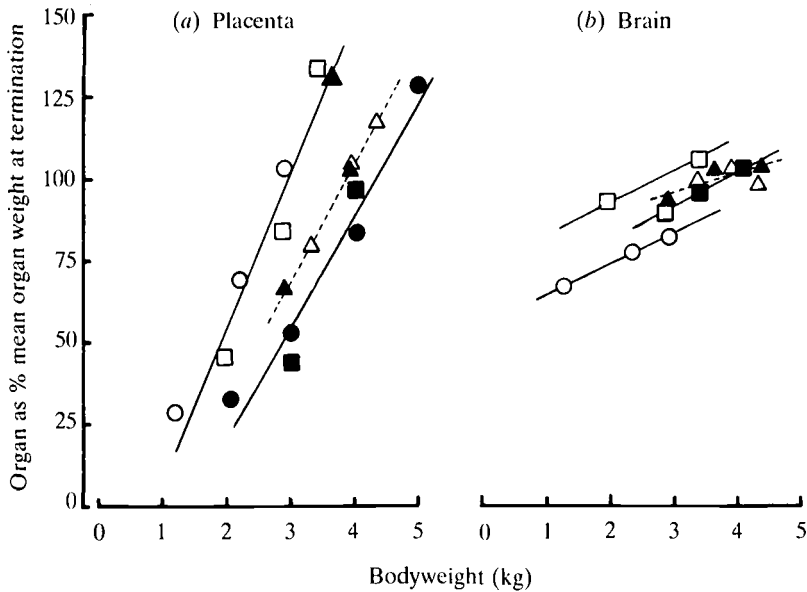 (a) Placenta
(b) Brain
Organ as % mean organ weight at termination
150
125
100
75
50
25
0
0 1 2 3 4 5
0 1 2 3 4 5
Bodyweight (kg)